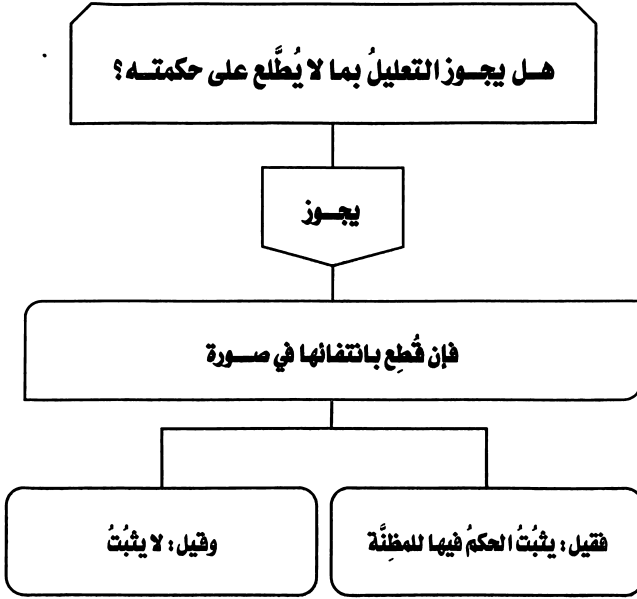 هل يجوز التعليلُ بما لا يُطَّلع على حكمته؟
يجوز
فإن قُطِع بانتفائها في صورة
فقيل: يثبُتُ الحكمُ فيها للمظِنَّة
وقيل: لا يثبُتُ